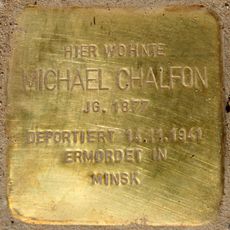 HIER WOHNTE
MICHAEL CHALFON
JG. 1877
DEPORTIERT 14.11.1941
ERMORDET IN
MINSK